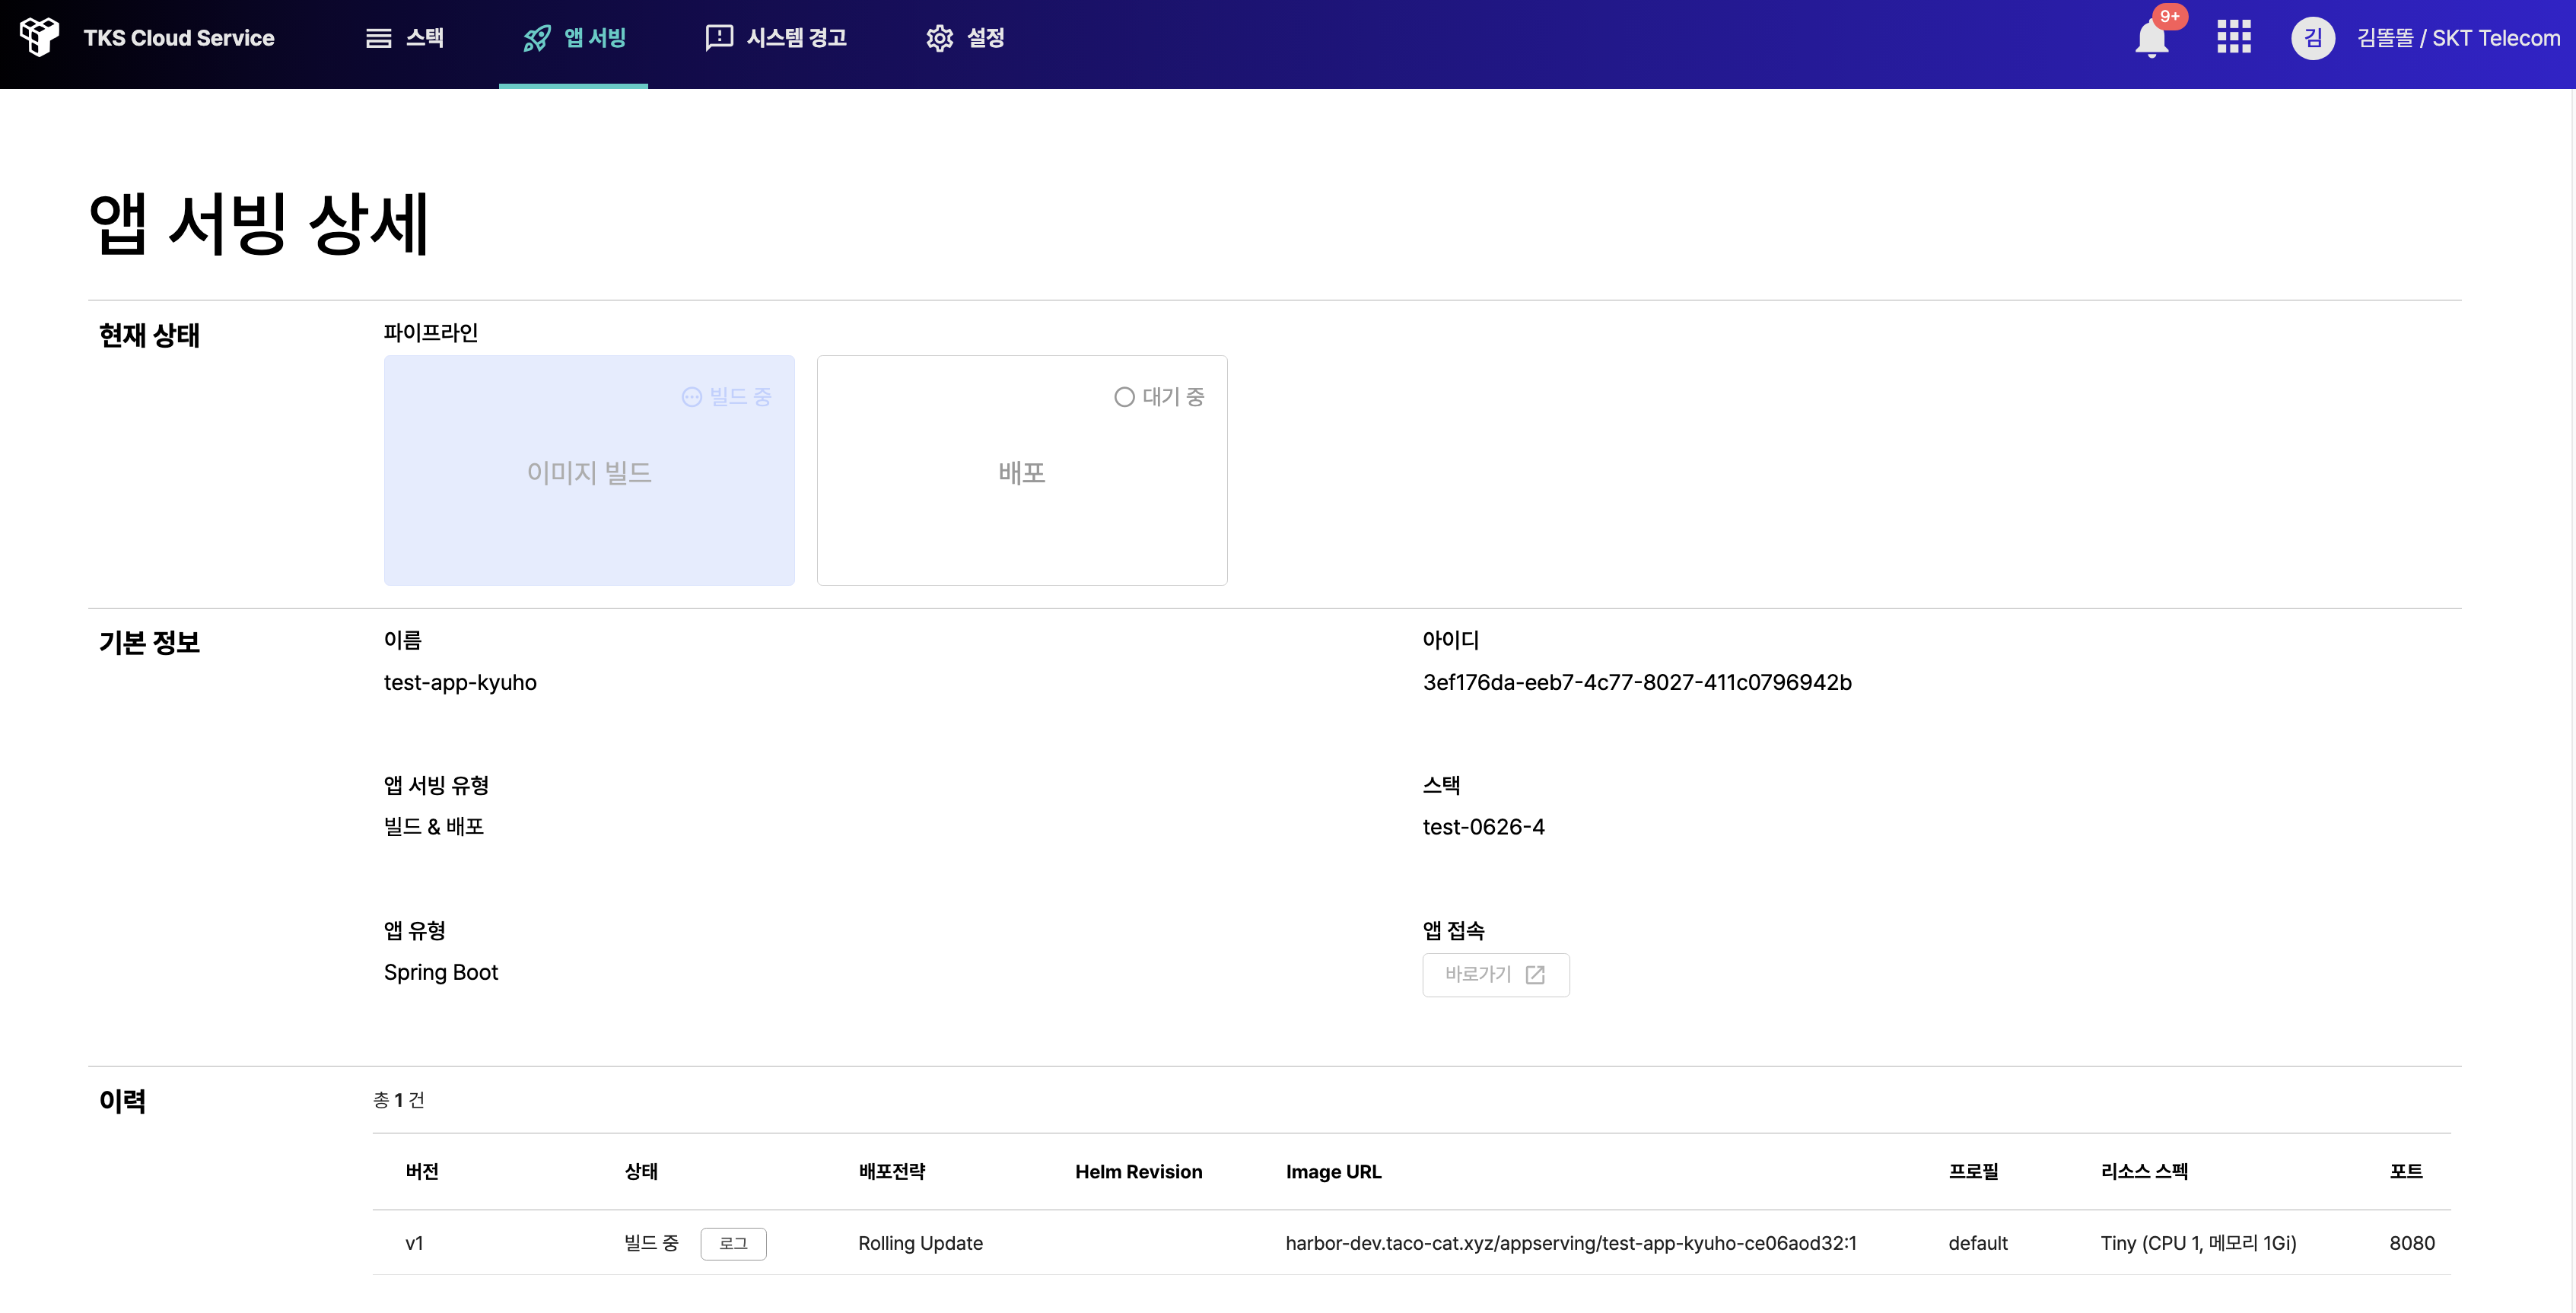 TKS Cloud Service
스택
앱 서빙
시스템 경고
설정
9+
김
김똘똘 / SKT Telecom
앱 서빙 상세
현재 상태
파이프라인
빌드 중
이미지 빌드
대기 중
배포
기본 정보
이름
test-app-kyuho
아이디
3ef176da-eeb7-4c77-8027-411c0796942b
앱 서빙 유형
빌드 & 배포
스택
test-0626-4
앱 유형
Spring Boot
앱 접속
바로가기
이력
총 1 건
버전 상태 배포전략 Helm Revision Image URL 프로필 리소스 스펙 포트
v1 빌드 중 로그 Rolling Update harbor-dev.taco-cat.xyz/appserving/test-app-kyuho-ce06aod32:1 default Tiny (CPU 1, 메모리 1Gi) 8080